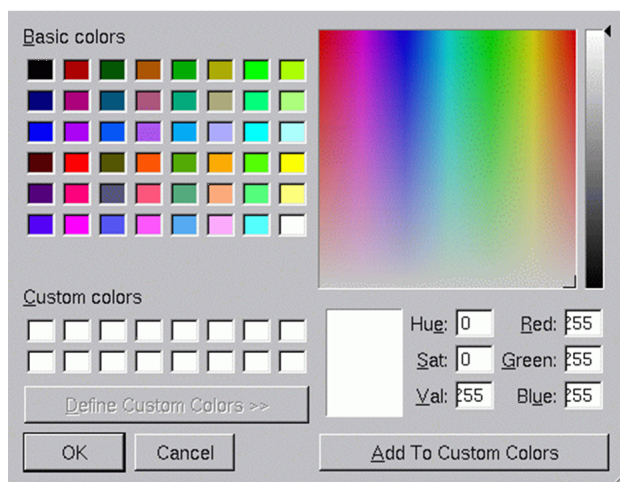 Basic colors
Custom colors
Hue: 0 Red: 255
Sat: 0 Green: 255
Val: 255 Blue: 255
Define Custom Colors >>
OK Cancel Add To Custom Colors